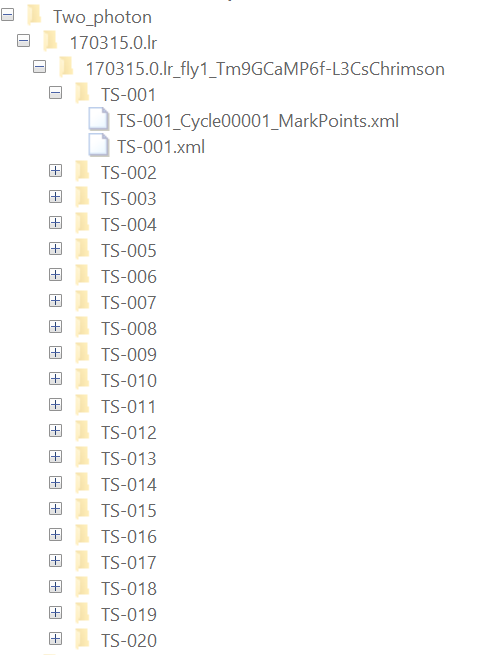 Two_photon
170315.0.lr
170315.0.lr_fly1_Tm9GCaMP6f-L3CsChrimson
TS-001
TS-001_Cycle00001_MarkPoints.xml
TS-001.xml
TS-002
TS-003
TS-004
TS-005
TS-006
TS-007
TS-008
TS-009
TS-010
TS-011
TS-012
TS-013
TS-014
TS-015
TS-016
TS-017
TS-018
TS-019
TS-020